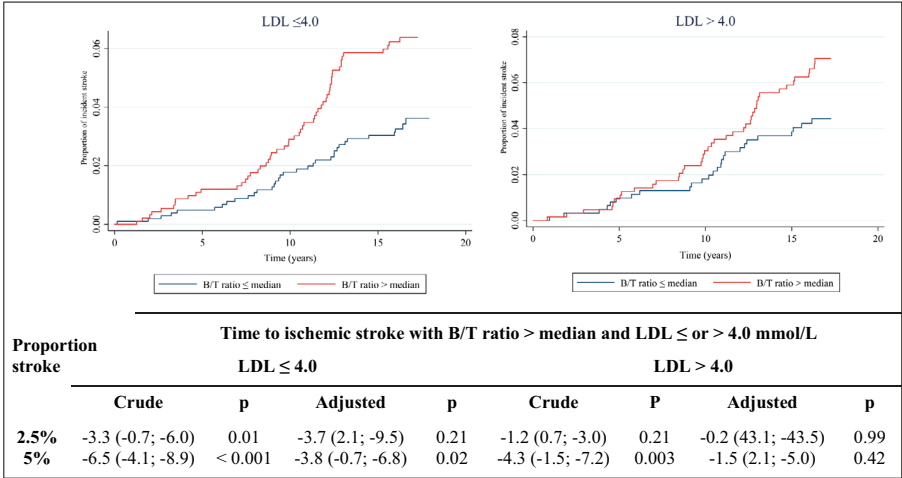 LDL ≤4.0
Proportion of incident stroke
0.06
0.04
0.02
0.00
0 5 10 15 20
Time (years)
B/T ratio ≤ median B/T ratio > median
LDL > 4.0
Proportion of incident stroke
0.08
0.06
0.04
0.02
0.00
0 5 10 15 20
Time (years)
B/T ratio ≤ median B/T ratio > median
Proportion stroke
Time to ischemic stroke with B/T ratio > median and LDL ≤ or > 4.0 mmol/L
LDL ≤ 4.0 LDL > 4.0
Crude p Adjusted p Crude P Adjusted p
2.5% -3.3 (-0.7; -6.0) 0.01 -3.7 (2.1; -9.5) 0.21 -1.2 (0.7; -3.0) 0.21 -0.2 (43.1; -43.5) 0.99
5% -6.5 (-4.1; -8.9) < 0.001 -3.8 (-0.7; -6.8) 0.02 -4.3 (-1.5; -7.2) 0.003 -1.5 (2.1; -5.0) 0.42